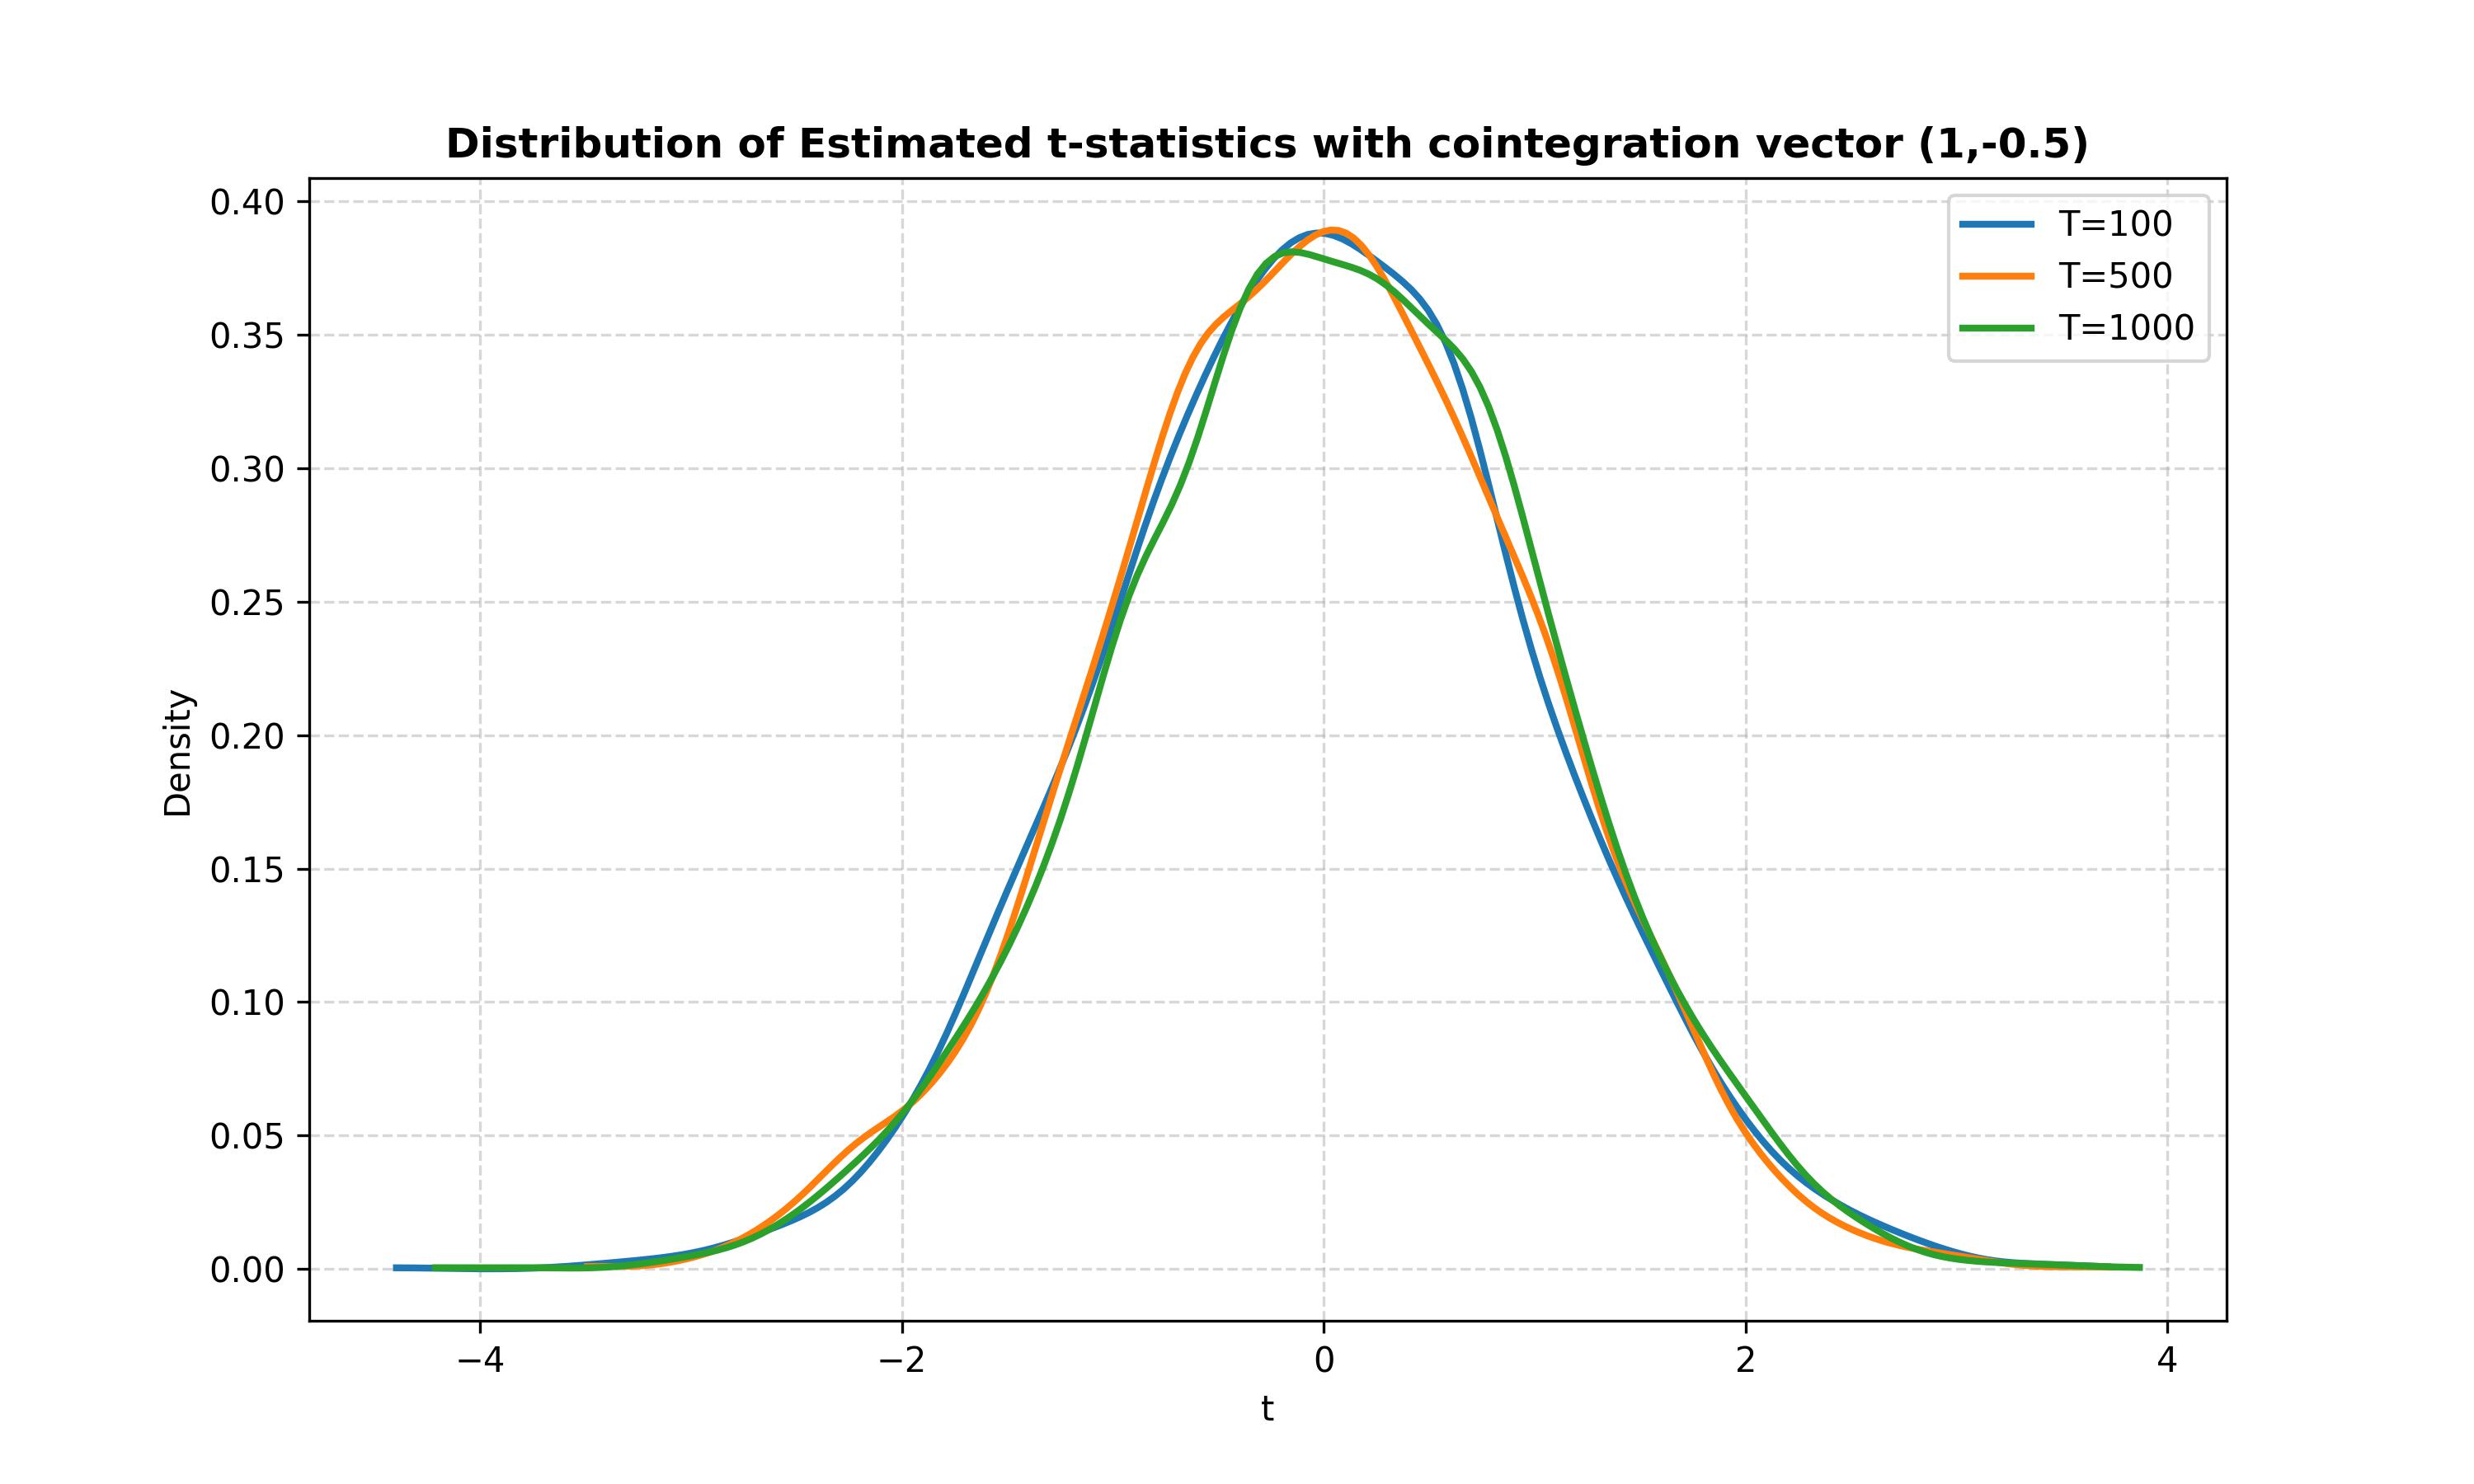 Distribution of Estimated t-statistics with cointegration vector (1,-0.5)
T=100
T=500
T=1000
0.40
0.35
0.30
0.25
0.20
0.15
0.10
0.05
0.00
Density
−4
−2
0
2
4
t